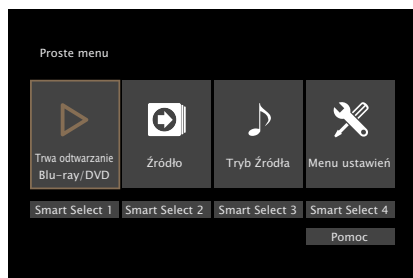 Proste menu
Trwa odtwarzanie
Blu-ray/DVD
Źródło
Tryb Źródła
Menu ustawień
Smart Select 1
Smart Select 2
Smart Select 3
Smart Select 4
Pomoc